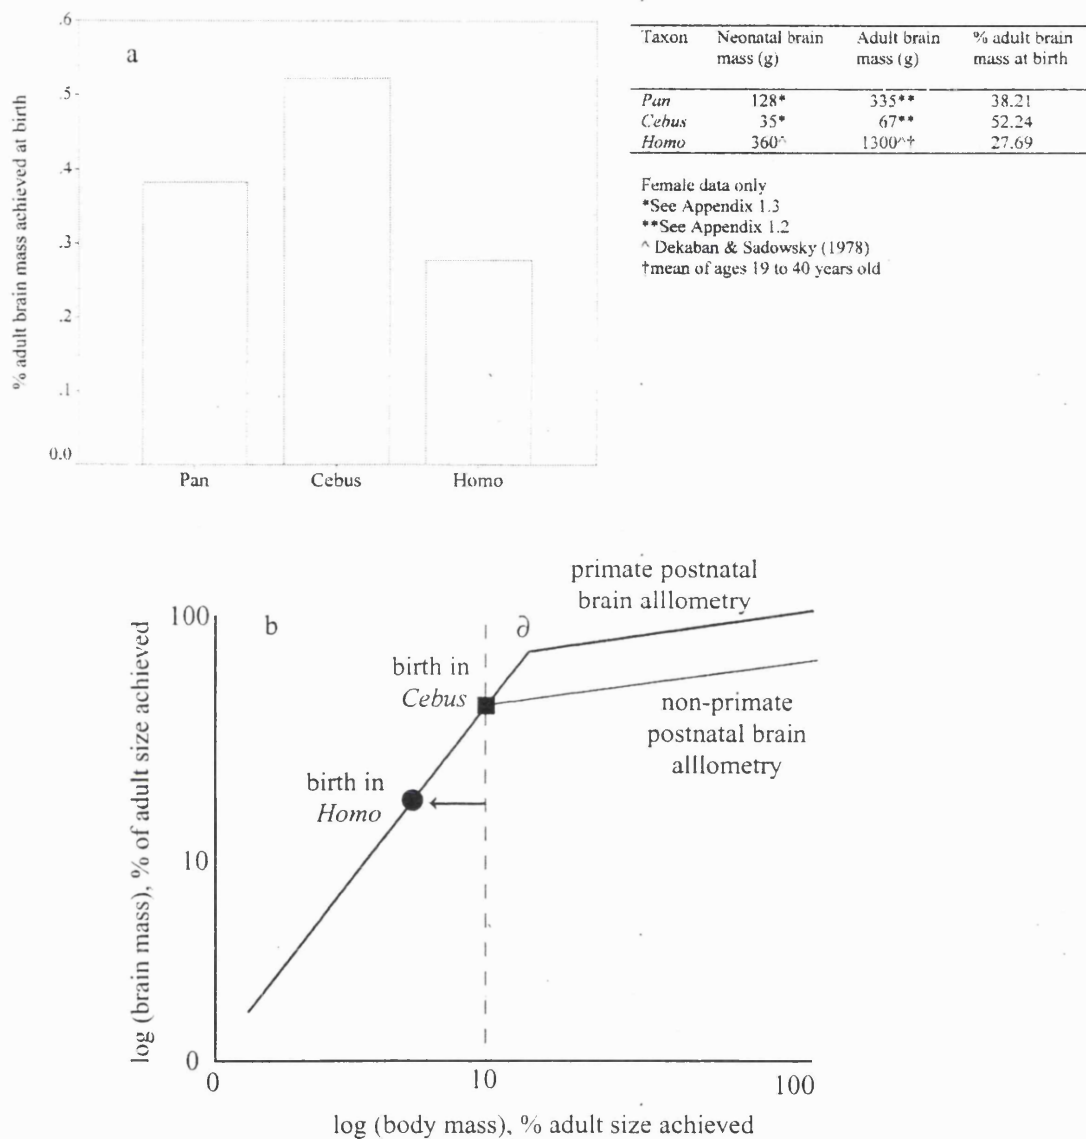 a
% adult brain mass achieved at birth
.6
.5
.4
.3
.2
.1
0.0
Pan Cebus Homo
Taxon Neonatal brain mass (g) Adult brain mass (g) % adult brain mass at birth
Pan 128* 335** 38.21
Cebus 35* 67** 52.24
Homo 360^ 1300^† 27.69
Female data only
*See Appendix 1.3
**See Appendix 1.2
^ Dekaban & Sadowsky (1978)
†mean of ages 19 to 40 years old
b
∂
log (brain mass), % of adult size achieved
100
10
0
primate postnatal
brain alllometry
birth in
Cebus
non-primate
postnatal brain
alllometry
birth in
Homo
0 10 100
log (body mass), % adult size achieved